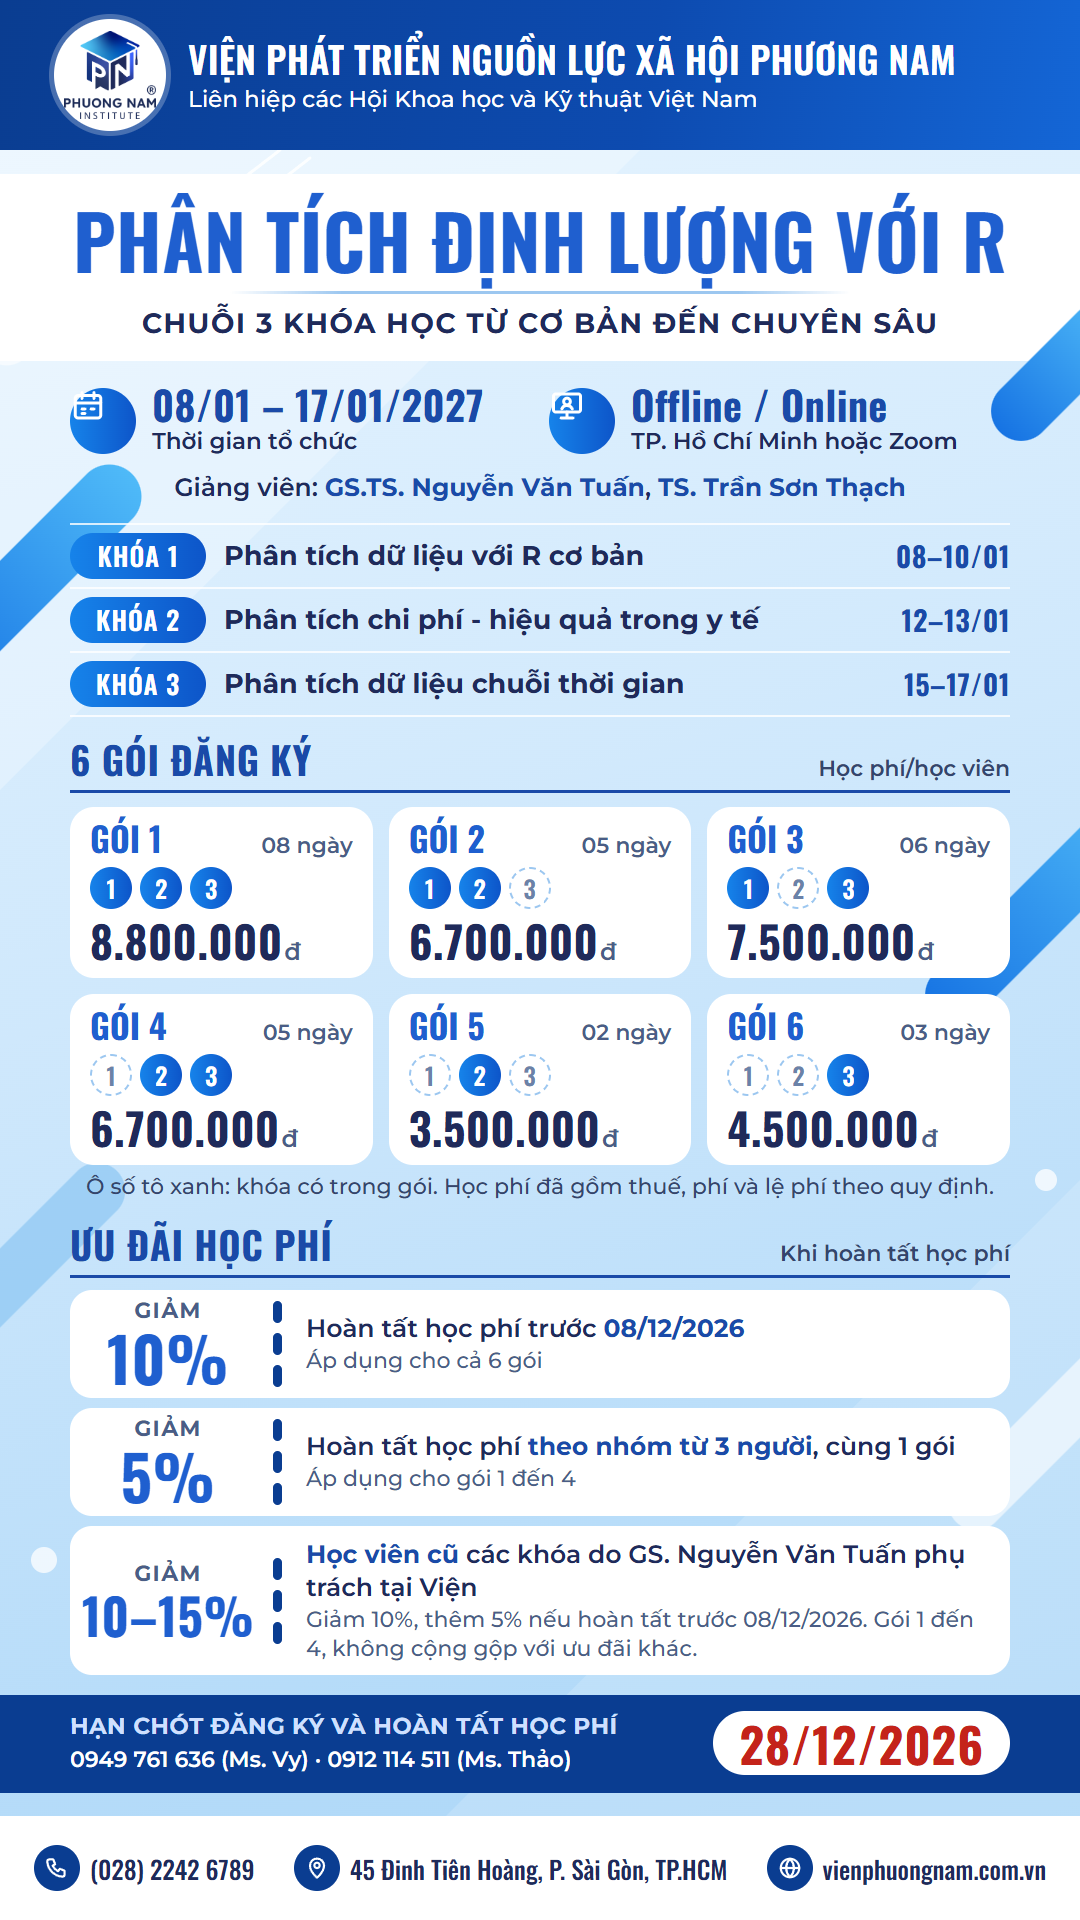 PN
PHUONG NAM®
INSTITUTE
VIỆN PHÁT TRIỂN NGUỒN LỰC XÃ HỘI PHƯƠNG NAM
Liên hiệp các Hội Khoa học và Kỹ thuật Việt Nam
PHÂN TÍCH ĐỊNH LƯỢNG VỚI R
CHUỖI 3 KHÓA HỌC TỪ CƠ BẢN ĐẾN CHUYÊN SÂU
08/01 – 17/01/2027
Thời gian tổ chức
Offline / Online
TP. Hồ Chí Minh hoặc Zoom
Giảng viên: GS.TS. Nguyễn Văn Tuấn, TS. Trần Sơn Thạch
KHÓA 1 Phân tích dữ liệu với R cơ bản 08–10/01
KHÓA 2 Phân tích chi phí - hiệu quả trong y tế 12–13/01
KHÓA 3 Phân tích dữ liệu chuỗi thời gian 15–17/01
6 GÓI ĐĂNG KÝ Học phí/học viên
GÓI 1 08 ngày
1 2 3
8.800.000đ
GÓI 2 05 ngày
1 2 3
6.700.000đ
GÓI 3 06 ngày
1 2 3
7.500.000đ
GÓI 4 05 ngày
1 2 3
6.700.000đ
GÓI 5 02 ngày
1 2 3
3.500.000đ
GÓI 6 03 ngày
1 2 3
4.500.000đ
Ô số tô xanh: khóa có trong gói. Học phí đã gồm thuế, phí và lệ phí theo quy định.
ƯU ĐÃI HỌC PHÍ Khi hoàn tất học phí
GIẢM
10%
Hoàn tất học phí trước 08/12/2026
Áp dụng cho cả 6 gói
GIẢM
5%
Hoàn tất học phí theo nhóm từ 3 người, cùng 1 gói
Áp dụng cho gói 1 đến 4
GIẢM
10–15%
Học viên cũ các khóa do GS. Nguyễn Văn Tuấn phụ
trách tại Viện
Giảm 10%, thêm 5% nếu hoàn tất trước 08/12/2026. Gói 1 đến
4, không cộng gộp với ưu đãi khác.
HẠN CHÓT ĐĂNG KÝ VÀ HOÀN TẤT HỌC PHÍ
0949 761 636 (Ms. Vy) · 0912 114 511 (Ms. Thảo)
28/12/2026
(028) 2242 6789
45 Đinh Tiên Hoàng, P. Sài Gòn, TP.HCM
vienphuongnam.com.vn